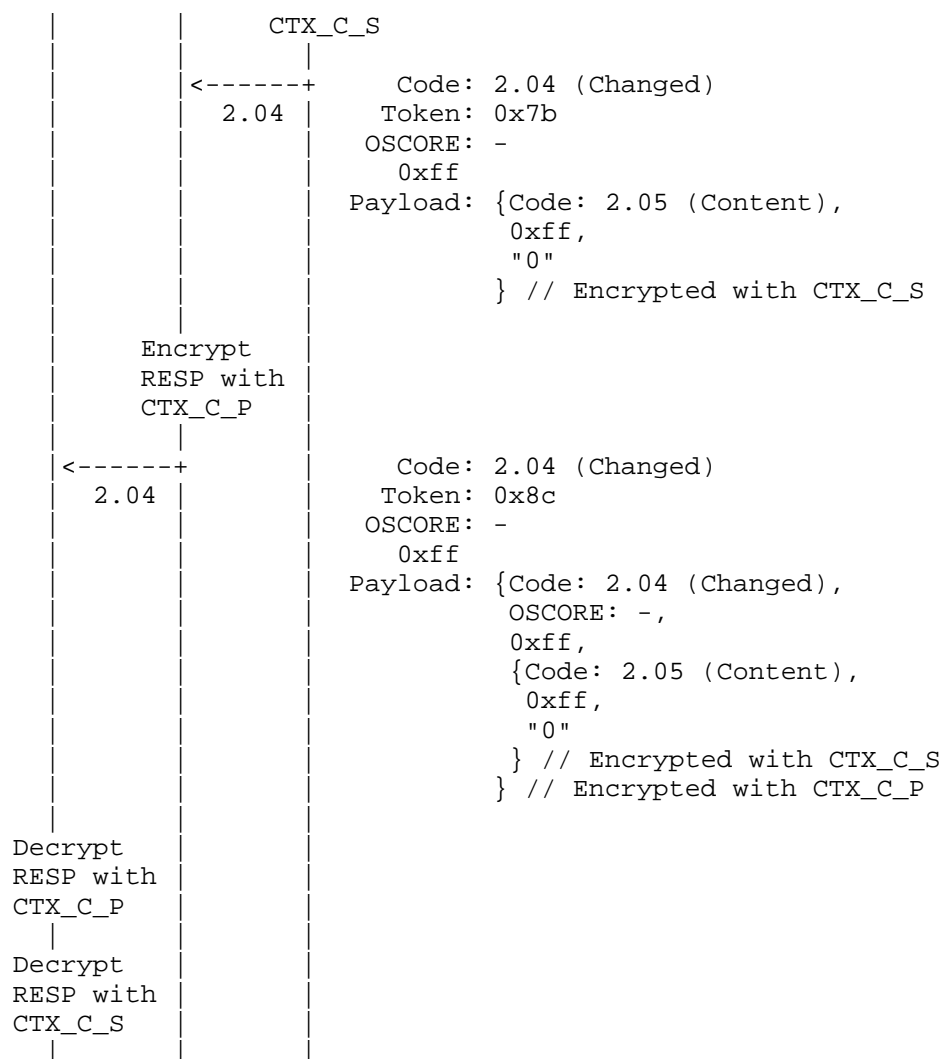 CTX_C_S
<------+ Code: 2.04 (Changed)
2.04 Token: 0x7b
OSCORE: -
0xff
Payload: {Code: 2.05 (Content),
0xff,
"0"
} // Encrypted with CTX_C_S
Encrypt
RESP with
CTX_C_P
<------+ Code: 2.04 (Changed)
2.04 Token: 0x8c
OSCORE: -
0xff
Payload: {Code: 2.04 (Changed),
OSCORE: -,
0xff,
{Code: 2.05 (Content),
0xff,
"0"
} // Encrypted with CTX_C_S
} // Encrypted with CTX_C_P
Decrypt
RESP with
CTX_C_P
Decrypt
RESP with
CTX_C_S